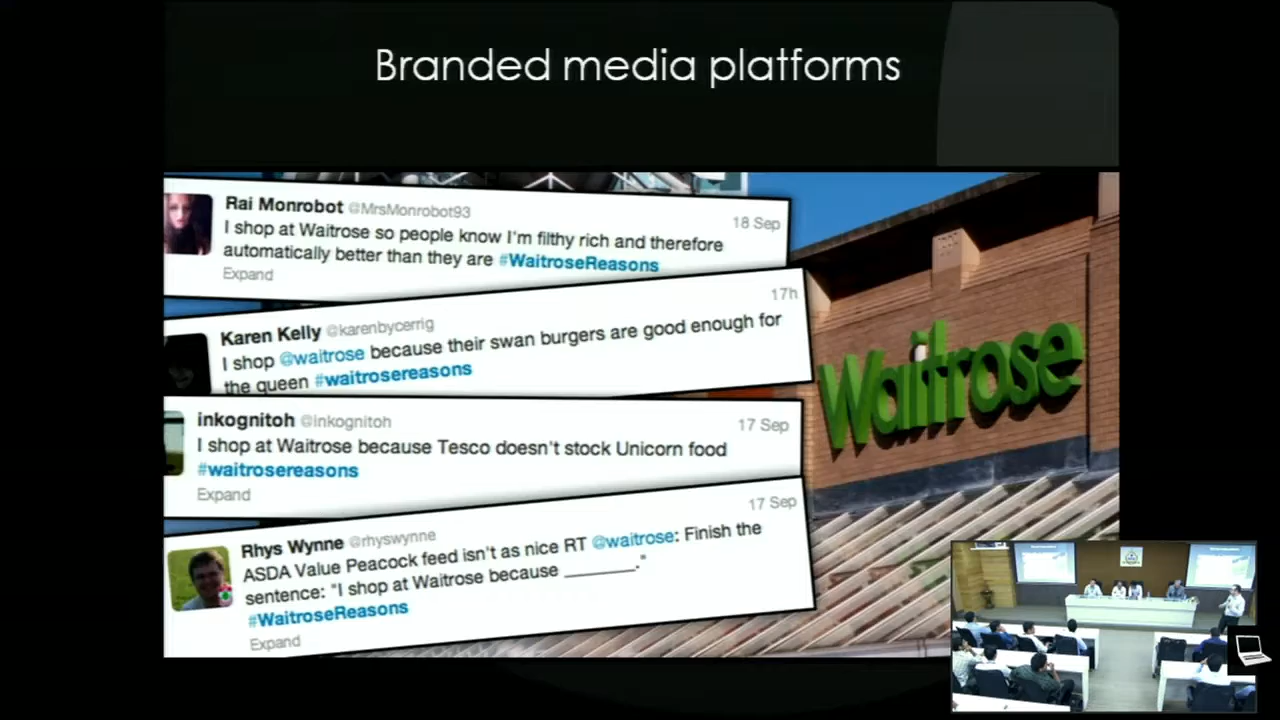 Branded media platforms
Rai Monrobot @MrsMonrobot93
18 Sep
I shop at Waitrose so people know I'm filthy rich and therefore
automatically better than they are #WaitroseReasons
Expand
17h
Karen Kelly @karenbycerrig
I shop @waitrose because their swan burgers are good enough for
the queen #waitrosereasons
inkognitoh @inkognitoh
17 Sep
I shop at Waitrose because Tesco doesn't stock Unicorn food
#waitrosereasons
Expand
17 Sep
Rhys Wynne @rhyswynne
ASDA Value Peacock feed isn't as nice RT @waitrose: Finish the
sentence: "I shop at Waitrose because ________."
#WaitroseReasons
Expand
Waitrose